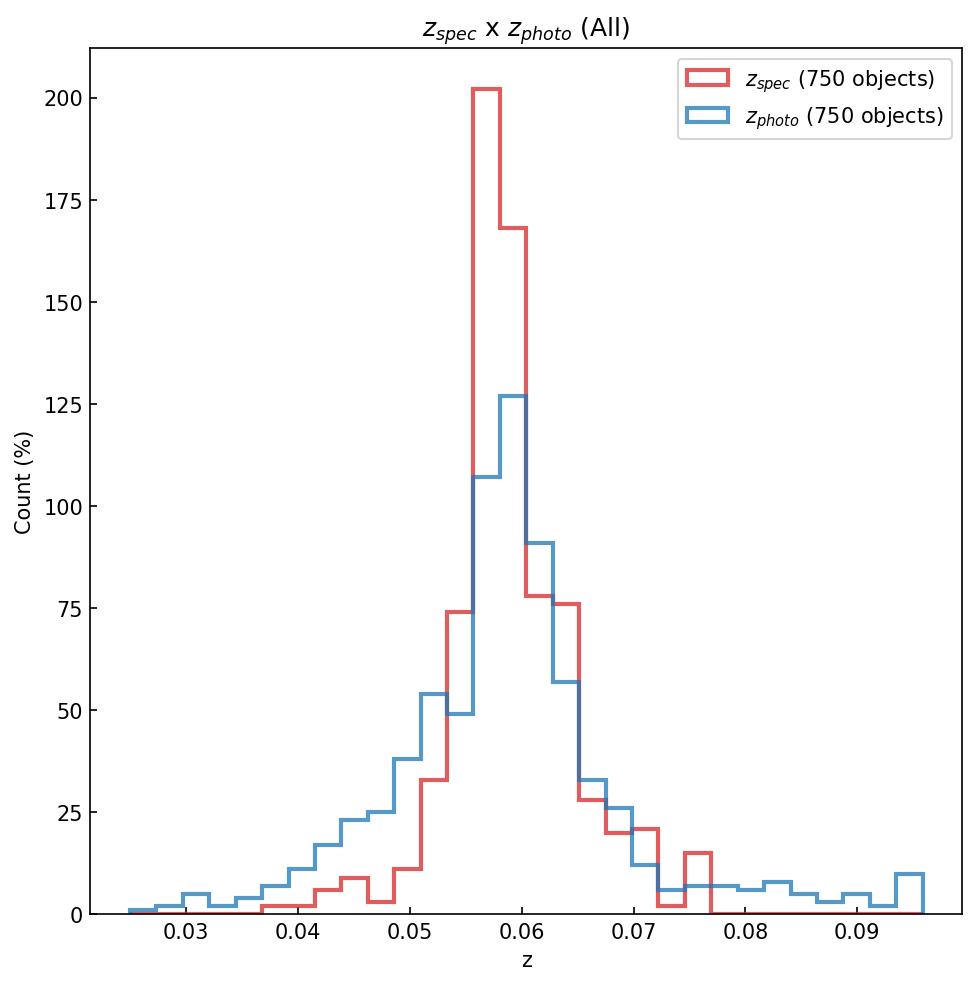 z_spec x z_photo (All)
z_spec (750 objects)
z_photo (750 objects)
Count (%)
200
175
150
125
100
75
50
25
0
0.03 0.04 0.05 0.06 0.07 0.08 0.09
z